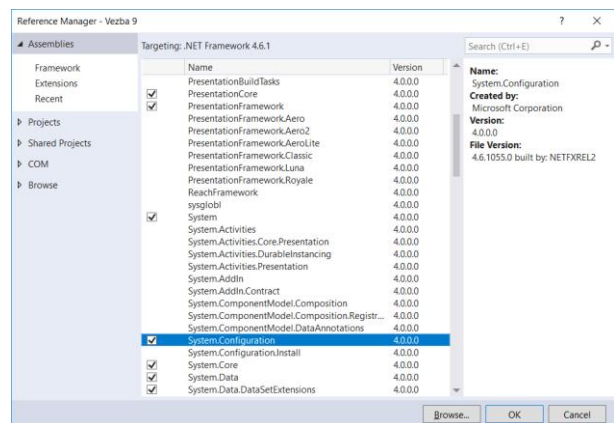 Reference Manager - Vezba 9
Assemblies
Framework
Extensions
Recent
Projects
Shared Projects
COM
Browse
Targeting: .NET Framework 4.6.1
Name Version
PresentationBuildTasks 4.0.0.0
PresentationCore 4.0.0.0
PresentationFramework 4.0.0.0
PresentationFramework.Aero 4.0.0.0
PresentationFramework.Aero2 4.0.0.0
PresentationFramework.AeroLite 4.0.0.0
PresentationFramework.Classic 4.0.0.0
PresentationFramework.Luna 4.0.0.0
PresentationFramework.Royale 4.0.0.0
ReachFramework 4.0.0.0
sysglobl 4.0.0.0
System 4.0.0.0
System.Activities 4.0.0.0
System.Activities.Core.Presentation 4.0.0.0
System.Activities.DurableInstancing 4.0.0.0
System.Activities.Presentation 4.0.0.0
System.AddIn 4.0.0.0
System.AddIn.Contract 4.0.0.0
System.ComponentModel.Composition 4.0.0.0
System.ComponentModel.Composition.Registr... 4.0.0.0
System.ComponentModel.DataAnnotations 4.0.0.0
System.Configuration 4.0.0.0
System.Configuration.Install 4.0.0.0
System.Core 4.0.0.0
System.Data 4.0.0.0
System.Data.DataSetExtensions 4.0.0.0
Search (Ctrl+E)
Name:
System.Configuration
Created by:
Microsoft Corporation
Version:
4.0.0.0
File Version:
4.6.1055.0 built by: NETFXREL2
Browse... OK Cancel